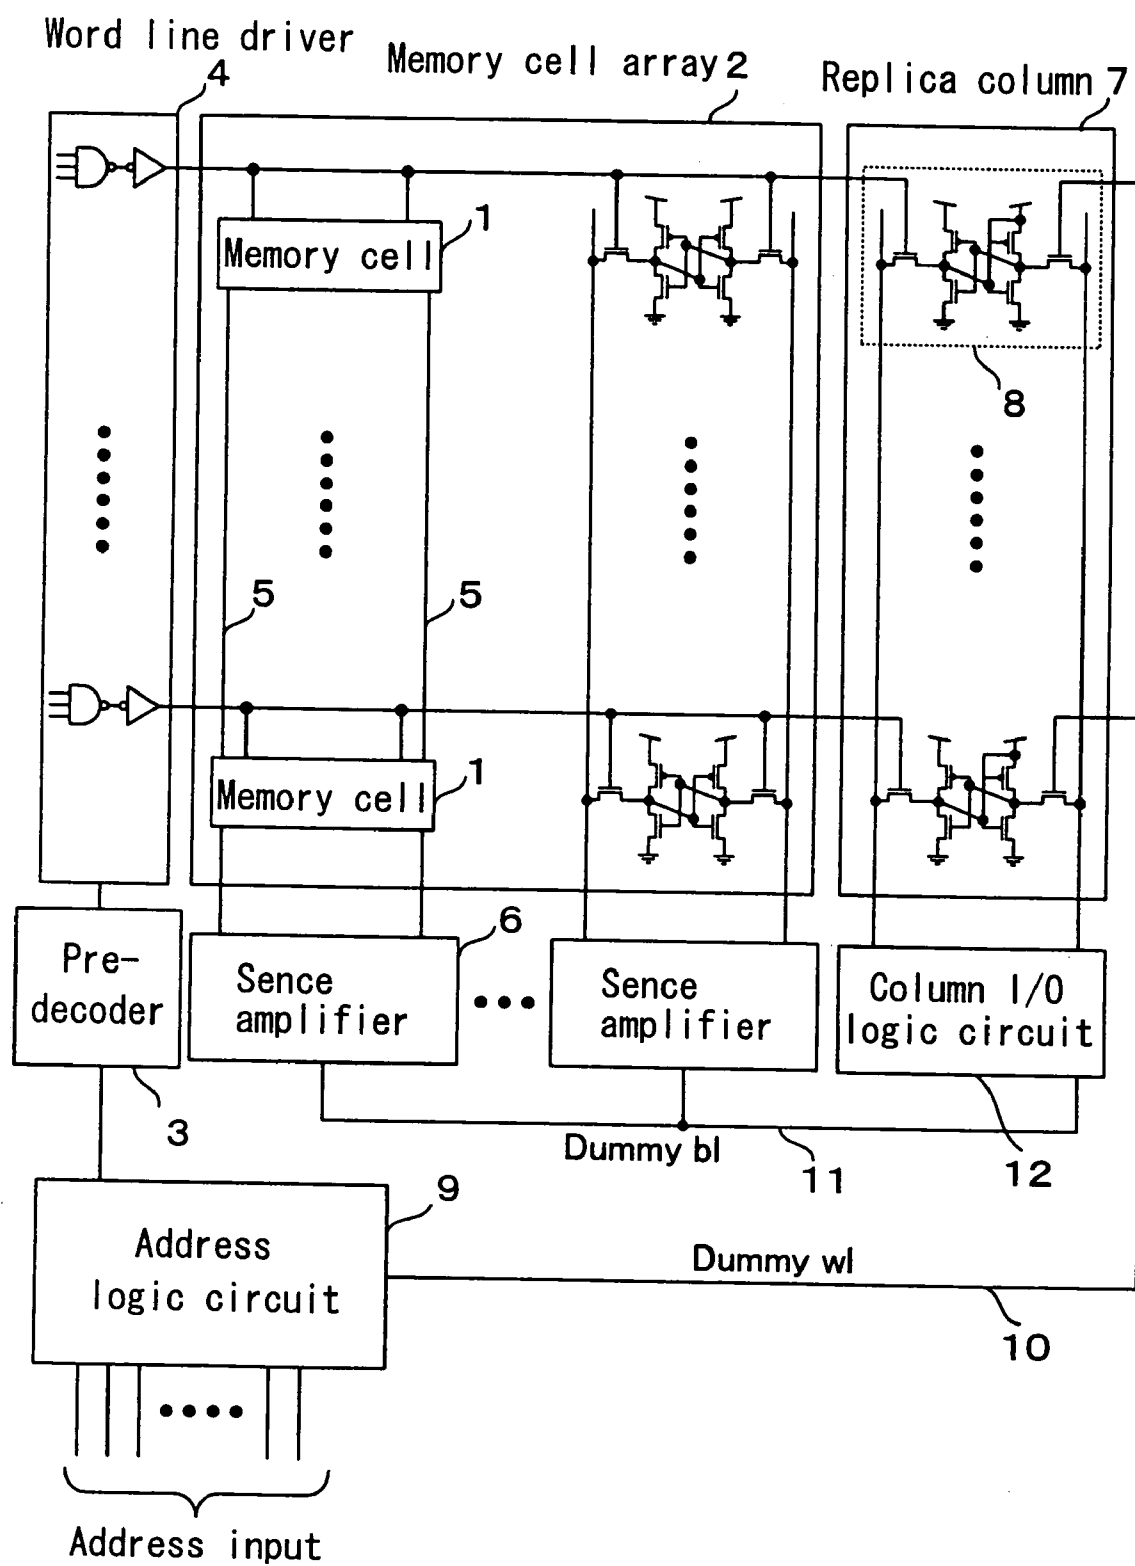 Word line driver
4
Memory cell array 2
Replica column 7
Memory cell
1
8
5
5
Memory cell
1
Pre-
decoder
3
Sence
amplifier
6
Sence
amplifier
Column I/O
logic circuit
12
Dummy bl
11
Address
logic circuit
9
Dummy wl
10
Address input